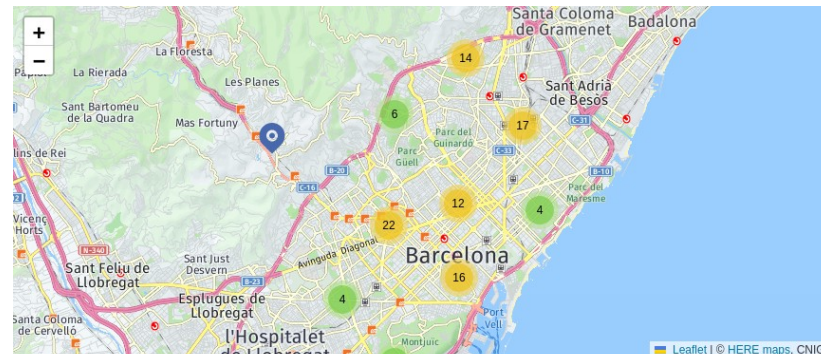 Santa Coloma
de Gramenet
Badalona
+
−
La Floresta
14
Papiol
La Rierada
Les Planes
Sant Adrià
de Besòs
Sant Bartomeu
de la Quadra
6
Mas Fortuny
17
C-31
Parc del
Guinardó
C-33
lins de Rei
Parc
Güell
B-20
B-10
C-16
Parc del
Maresme
12
4
Vicenç
Horts
22
N-340
Avinguda Diagonal
Barcelona
Sant Just
Desvern
Sant Feliu de
Llobregat
B-23
16
Esplugues de
Llobregat
4
Port
Vell
Santa Coloma
de Cervelló
l'Hospitalet
de Llobregat
Montjuïc
Leaflet | © HERE maps, CNIG